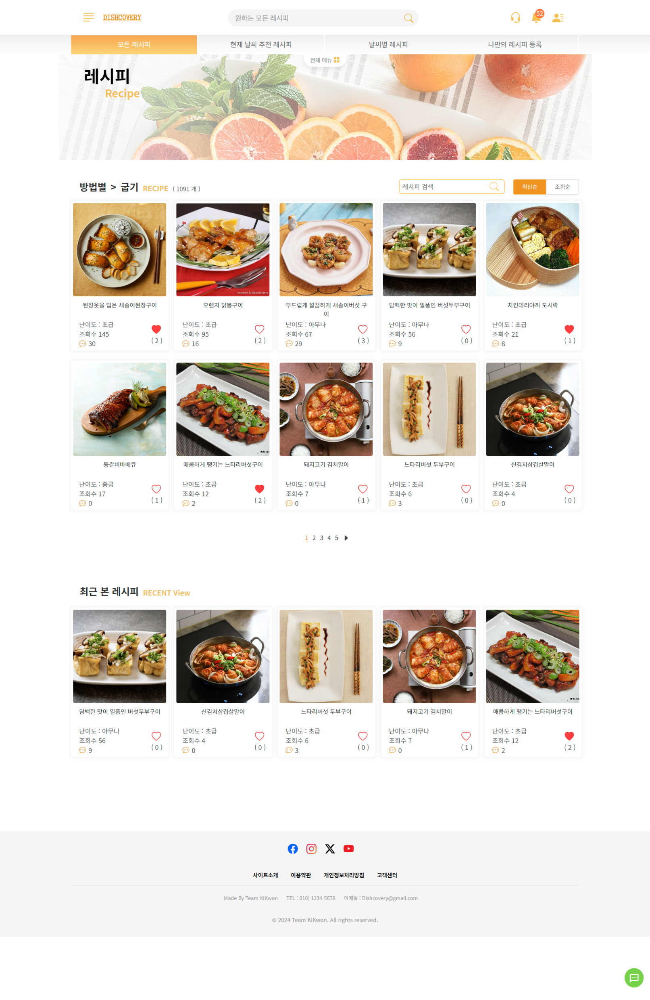 DISHCOVERY
원하는 모든 레시피
52
모든 레시피
현재 날씨 추천 레시피
날씨별 레시피
나만의 레시피 등록
전체 메뉴
레시피
Recipe
방법별 > 굽기 RECIPE ( 1091 개 )
레시피 검색
최신순
조회순
된장옷을 입은 새송이된장구이
난이도 : 초급
조회수 145
30
( 2 )
오렌지 닭봉구이
난이도 : 초급
조회수 95
16
( 2 )
부드럽게 깔끔하게 새송이버섯 구
이
난이도 : 아무나
조회수 67
29
( 3 )
담백한 맛이 일품인 버섯두부구이
난이도 : 아무나
조회수 56
9
( 0 )
치킨데리야끼 도시락
난이도 : 초급
조회수 21
8
( 1 )
등갈비바베큐
난이도 : 중급
조회수 17
0
( 1 )
매콤하게 땡기는 느타리버섯구이
난이도 : 초급
조회수 12
2
( 2 )
돼지고기 김치말이
난이도 : 아무나
조회수 7
0
( 1 )
느타리버섯 두부구이
난이도 : 초급
조회수 6
3
( 0 )
신김치삼겹살말이
난이도 : 초급
조회수 4
0
( 0 )
1 2 3 4 5
최근 본 레시피 RECENT View
담백한 맛이 일품인 버섯두부구이
난이도 : 아무나
조회수 56
9
( 0 )
신김치삼겹살말이
난이도 : 초급
조회수 4
0
( 0 )
느타리버섯 두부구이
난이도 : 초급
조회수 6
3
( 0 )
돼지고기 김치말이
난이도 : 아무나
조회수 7
0
( 1 )
매콤하게 땡기는 느타리버섯구이
난이도 : 초급
조회수 12
2
( 2 )
사이트소개 이용약관 개인정보처리방침 고객센터
Made By Team KiKwon TEL : 010) 1234-5678 이메일 : Dishcovery@gmail.com
© 2024 Team KiKwon. All rights reserved.